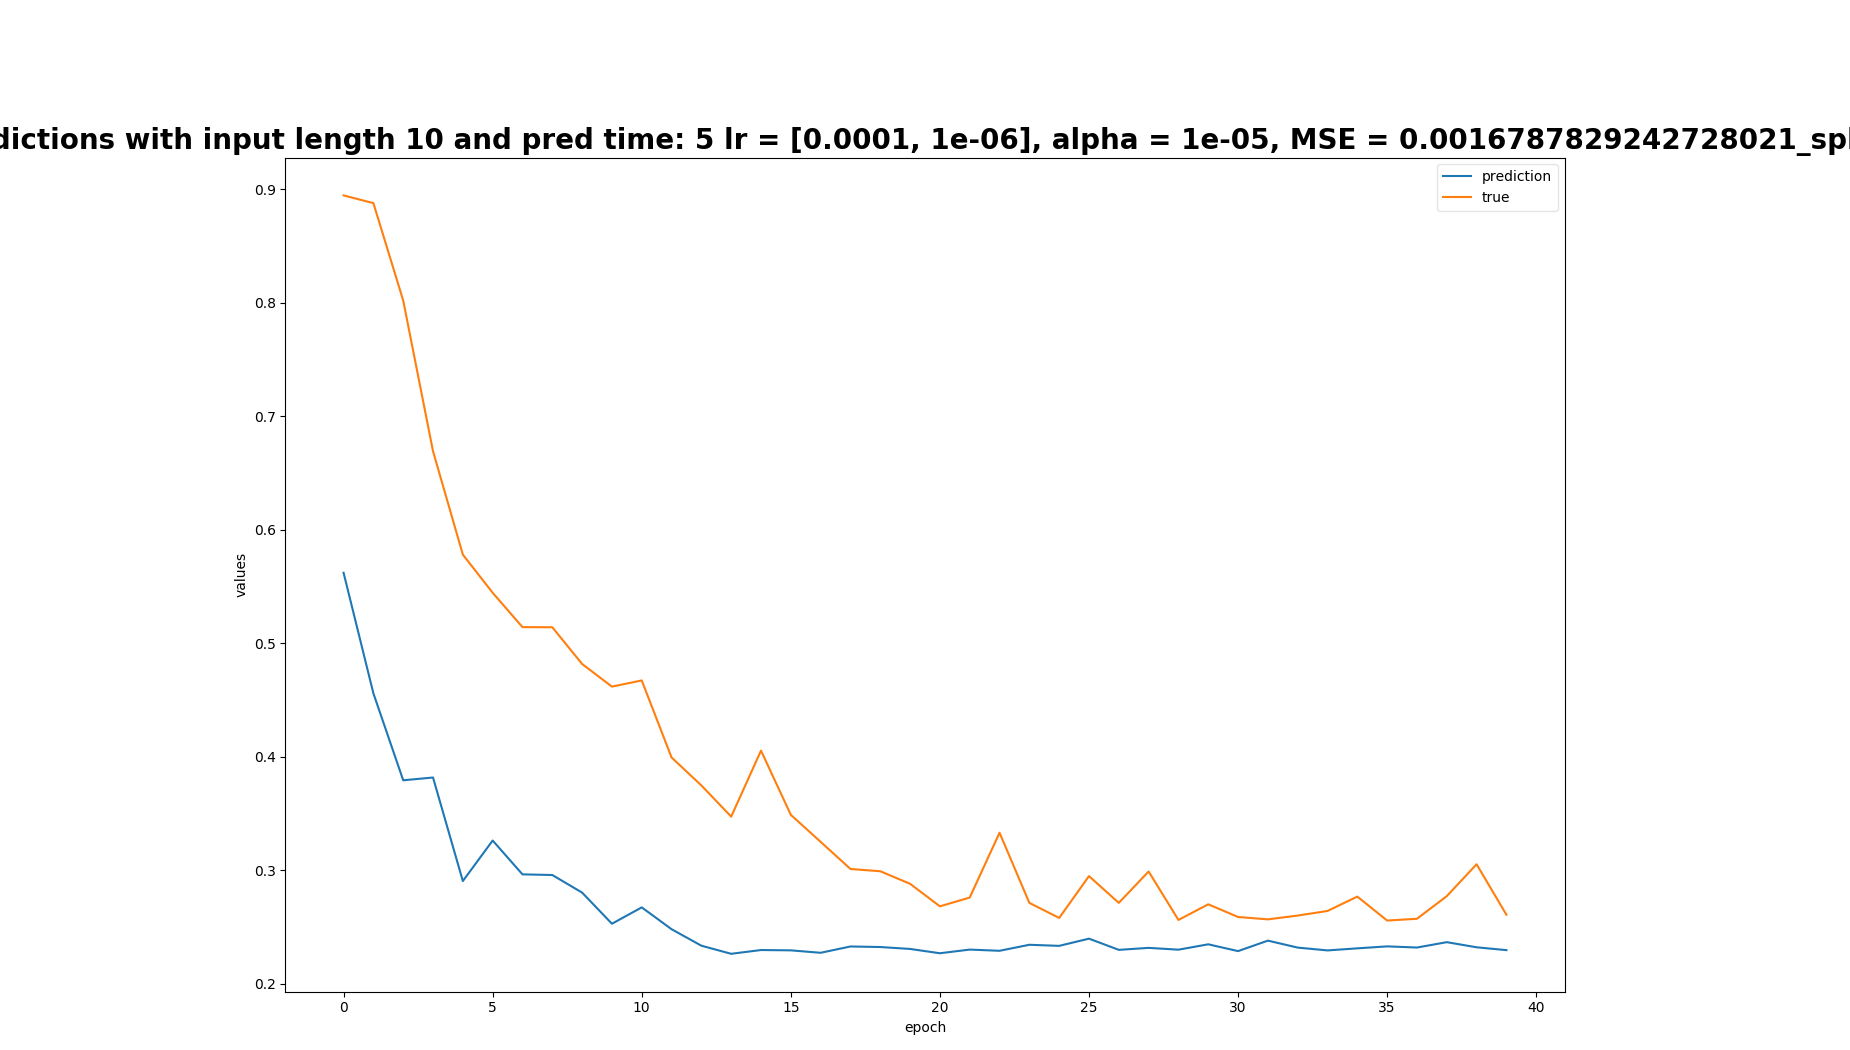 dictions with input length 10 and pred time: 5 lr = [0.0001, 1e-06], alpha = 1e-05, MSE = 0.0016787829242728021_spl
prediction
true
0.9
0.8
0.7
0.6
0.5
0.4
0.3
0.2
values
0 5 10 15 20 25 30 35 40
epoch